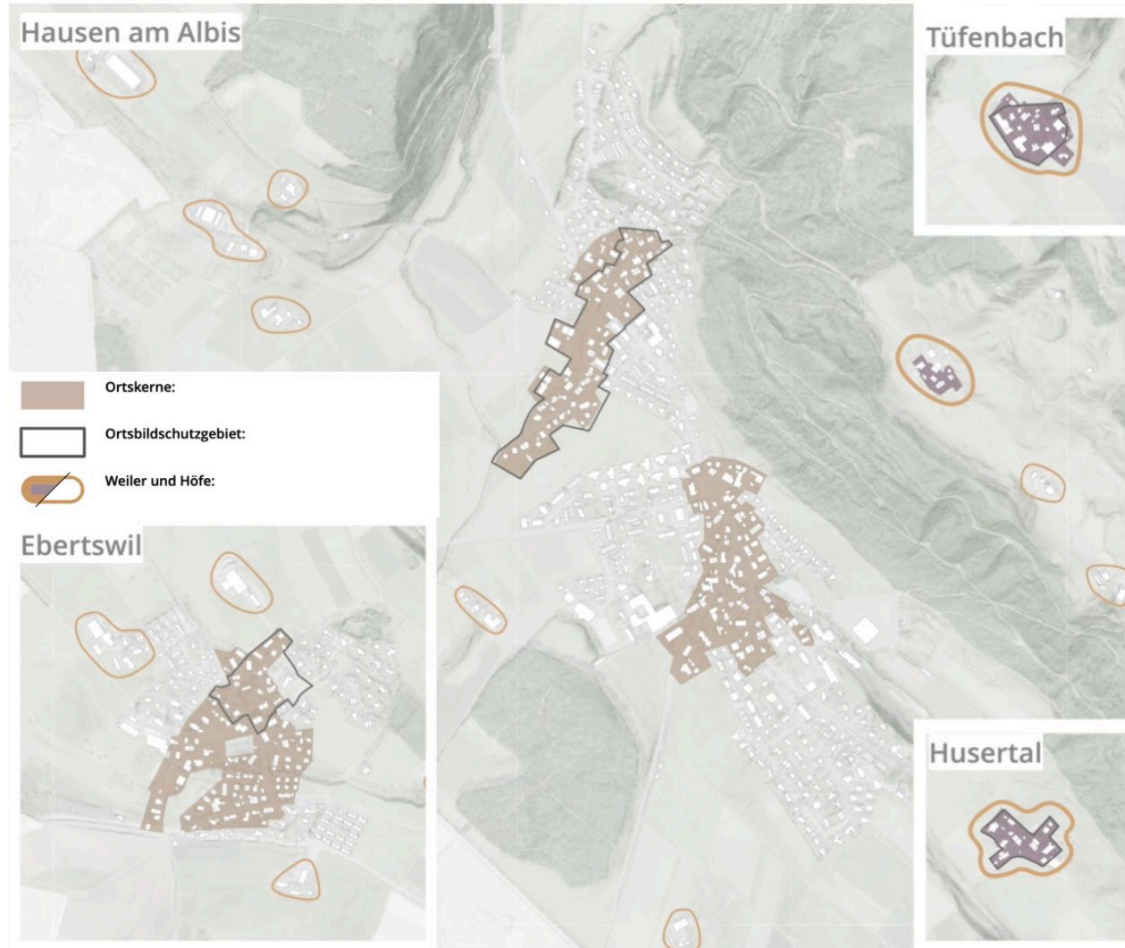 Hausen am Albis
Tüfenbach
Ortskerne:
Ortsbildschutzgebiet:
Weiler und Höfe:
Ebertswil
Husertal